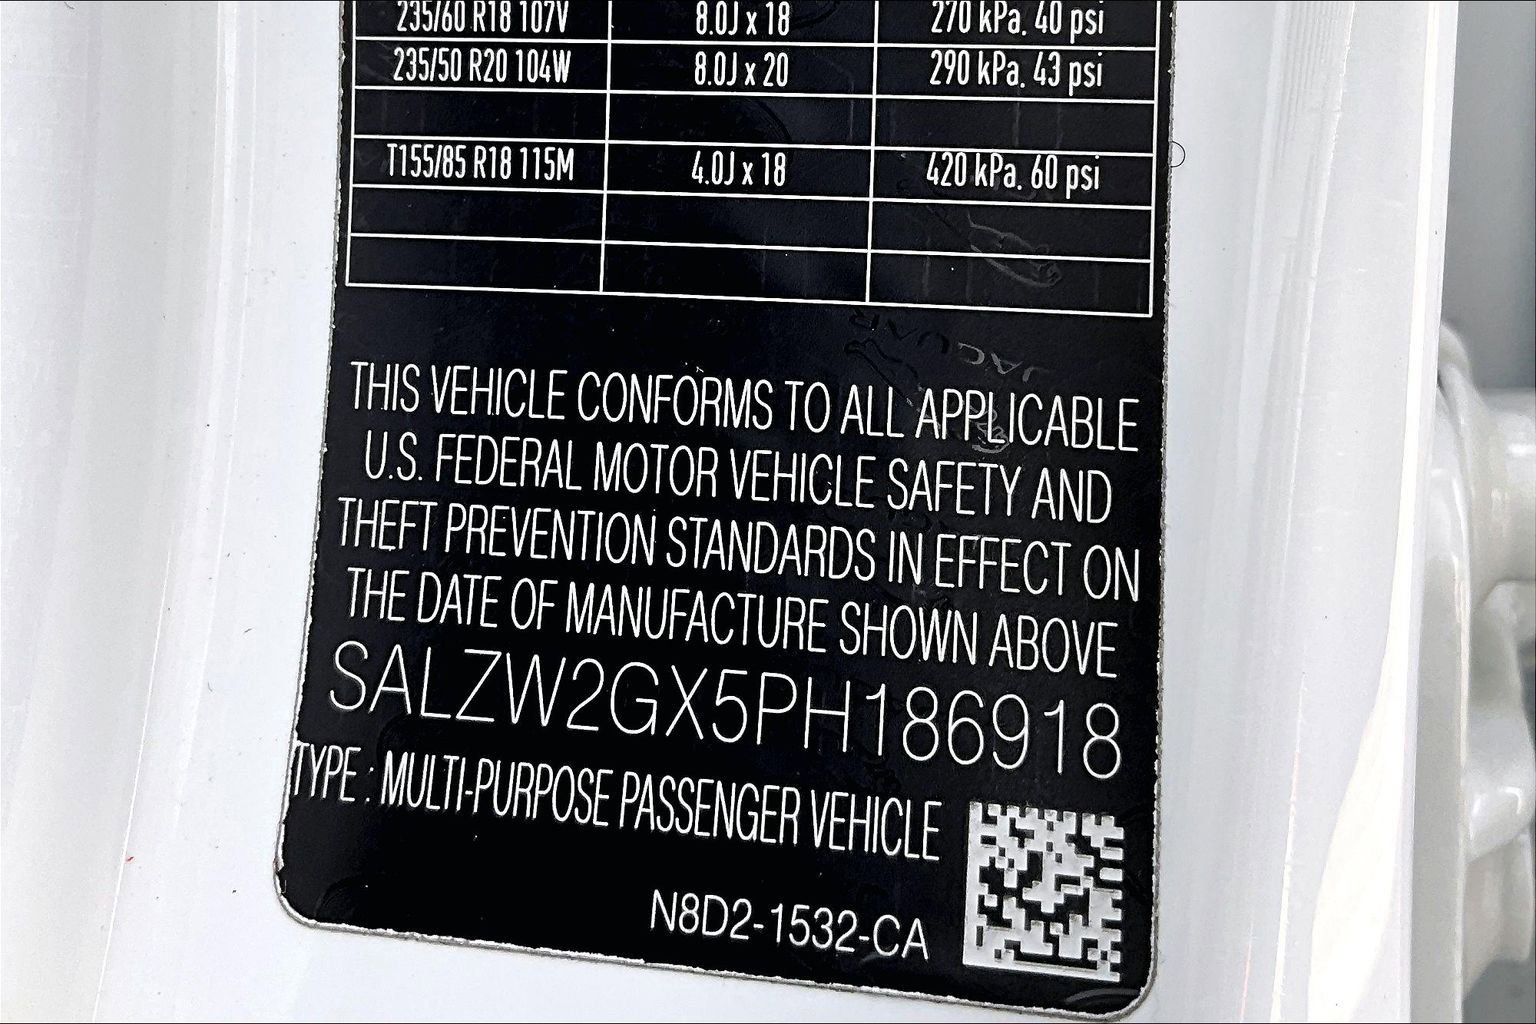 235/60 R18 107V 8.0J x 18 270 kPa. 40 psi
235/50 R20 104W 8.0J x 20 290 kPa. 43 psi
T155/85 R18 115M 4.0J x 18 420 kPa. 60 psi
JAGUAR
THIS VEHICLE CONFORMS TO ALL APPLICABLE
U.S. FEDERAL MOTOR VEHICLE SAFETY AND
THEFT PREVENTION STANDARDS IN EFFECT ON
THE DATE OF MANUFACTURE SHOWN ABOVE
SALZW2GX5PH186918
TYPE : MULTI-PURPOSE PASSENGER VEHICLE
N8D2-1532-CA